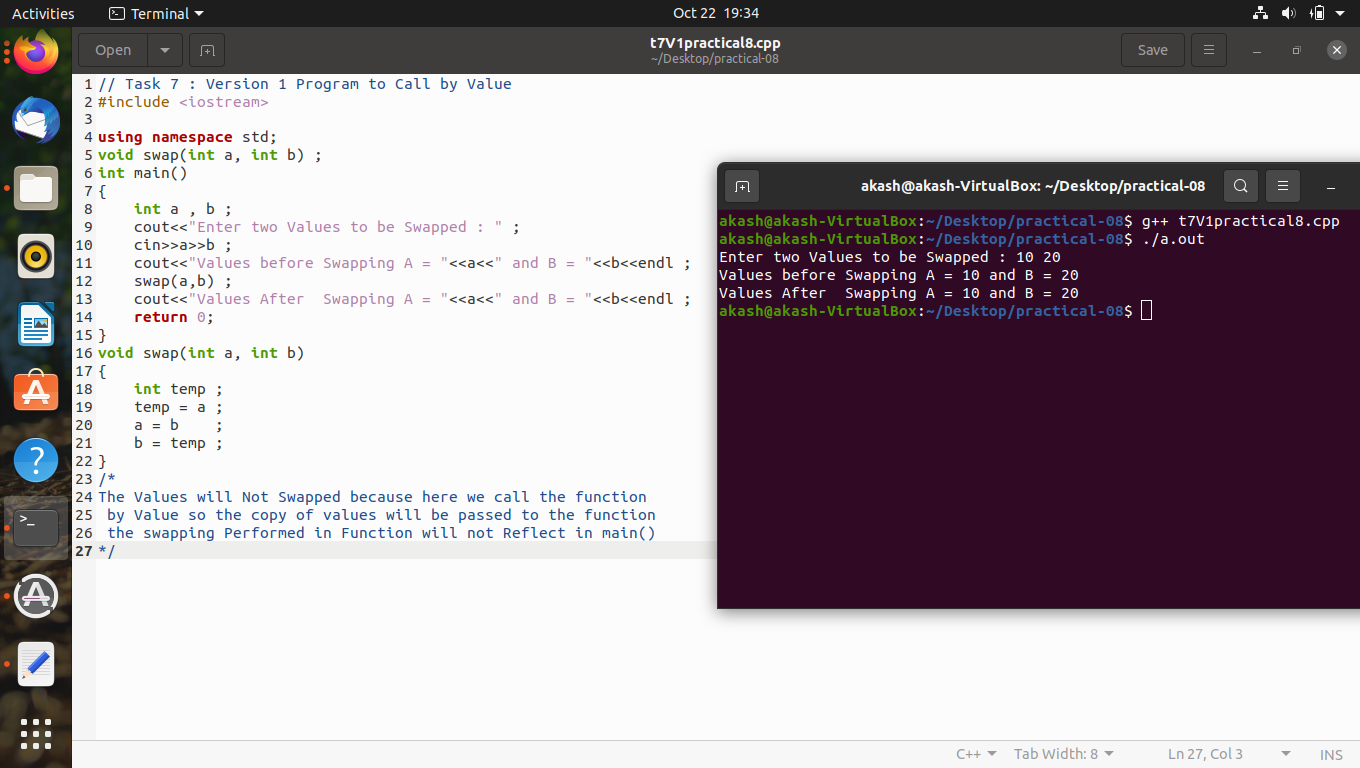 Activities Terminal Oct 22 19:34
Open t7V1practical8.cpp Save
~/Desktop/practical-08
1 // Task 7 : Version 1 Program to Call by Value
2 #include <iostream>
3
4 using namespace std;
5 void swap(int a, int b) ;
6 int main()
7 {
8     int a , b ;
9     cout<<"Enter two Values to be Swapped : " ;
10     cin>>a>>b ;
11     cout<<"Values before Swapping A = "<<a<<" and B = "<<b<<endl ;
12     swap(a,b) ;
13     cout<<"Values After  Swapping A = "<<a<<" and B = "<<b<<endl ;
14     return 0;
15 }
16 void swap(int a, int b)
17 {
18     int temp ;
19     temp = a ;
20     a = b    ;
21     b = temp ;
22 }
23 /*
24 The Values will Not Swapped because here we call the function
25  by Value so the copy of values will be passed to the function
26  the swapping Performed in Function will not Reflect in main()
27 */
akash@akash-VirtualBox: ~/Desktop/practical-08
akash@akash-VirtualBox:~/Desktop/practical-08$ g++ t7V1practical8.cpp
akash@akash-VirtualBox:~/Desktop/practical-08$ ./a.out
Enter two Values to be Swapped : 10 20
Values before Swapping A = 10 and B = 20
Values After  Swapping A = 10 and B = 20
akash@akash-VirtualBox:~/Desktop/practical-08$
C++ Tab Width: 8 Ln 27, Col 3 INS